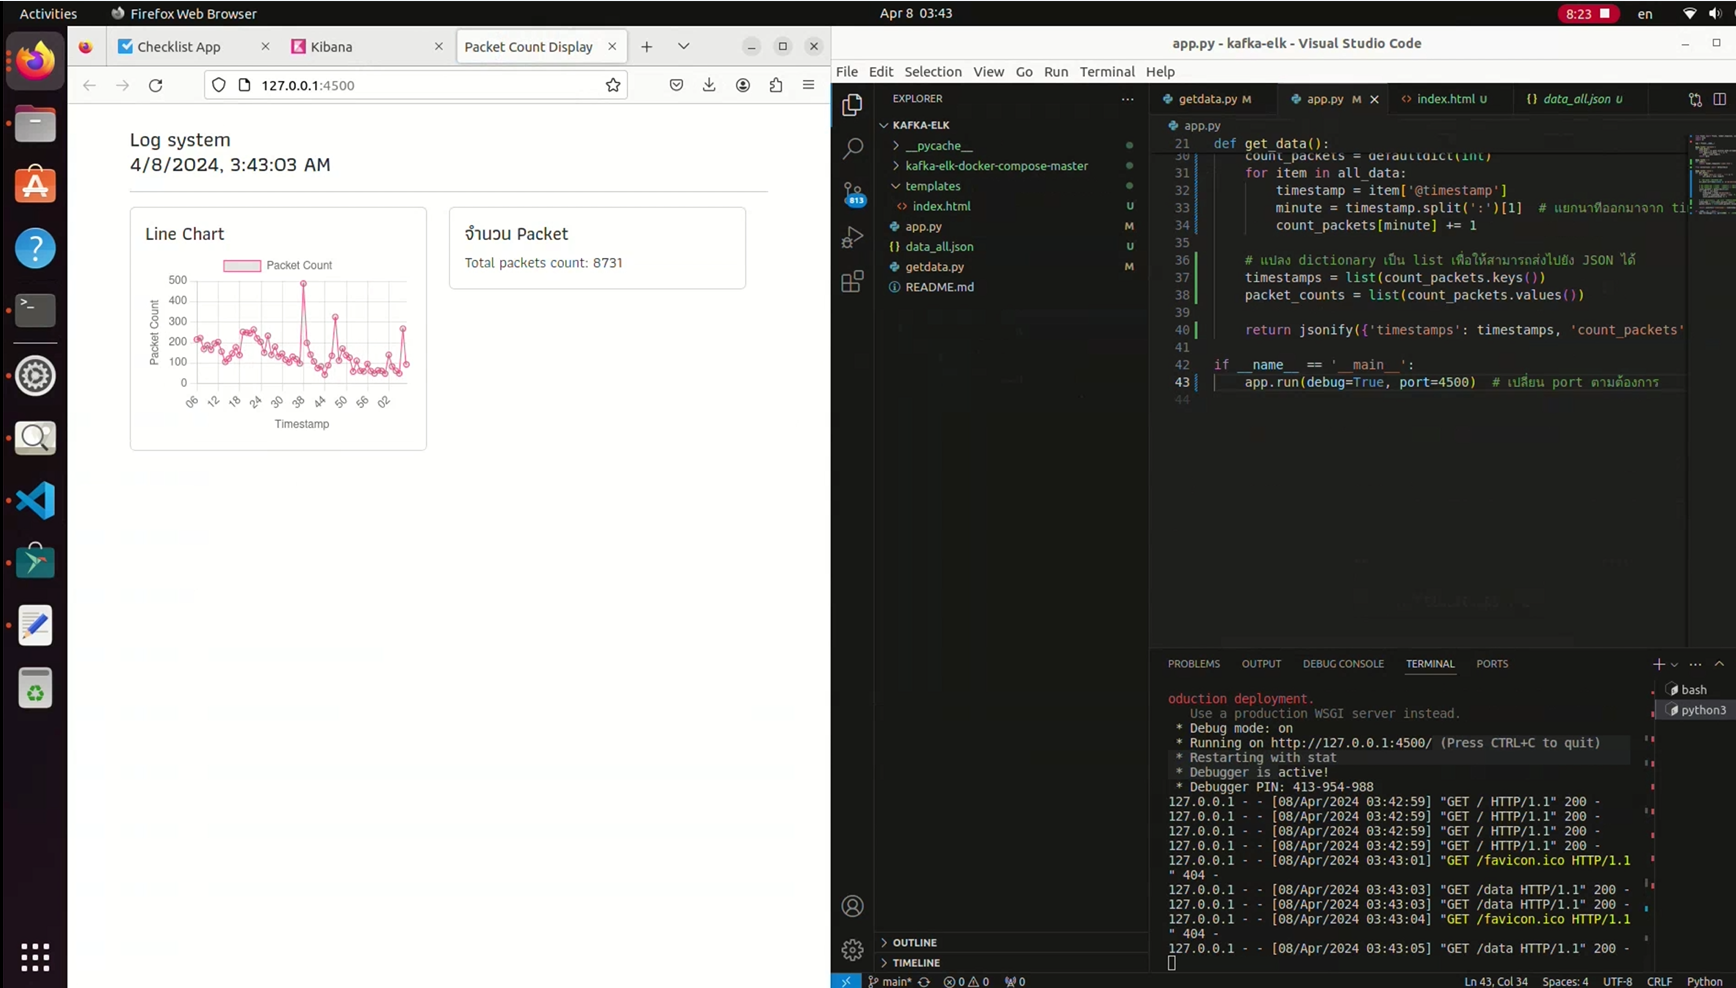 Activities
Firefox Web Browser
Apr 8 03:43
8:23
en
Checklist App
Kibana
Packet Count Display
127.0.0.1:4500
Log system
4/8/2024, 3:43:03 AM
Line Chart
Packet Count
500
400
300
200
100
0
Packet Count
06 12 18 24 30 38 44 50 56 02
Timestamp
จำนวน Packet
Total packets count: 8731
app.py - kafka-elk - Visual Studio Code
File Edit Selection View Go Run Terminal Help
EXPLORER
KAFKA-ELK
__pycache__
kafka-elk-docker-compose-master
templates
index.html U
app.py M
data_all.json U
getdata.py M
README.md
OUTLINE
TIMELINE
813
getdata.py M
app.py M
index.html U
data_all.json U
app.py
21 def get_data():
30 count_packets = defaultdict(int)
31 for item in all_data:
32 timestamp = item['@timestamp']
33 minute = timestamp.split(':')[1] # แยกนาทีออกมาจาก ti
34 count_packets[minute] += 1
35
36 # แปลง dictionary เป็น list เพื่อให้สามารถส่งไปยัง JSON ได้
37 timestamps = list(count_packets.keys())
38 packet_counts = list(count_packets.values())
39
40 return jsonify({'timestamps': timestamps, 'count_packets'
41
42 if __name__ == '__main__':
43 app.run(debug=True, port=4500) # เปลี่ยน port ตามต้องการ
44
PROBLEMS OUTPUT DEBUG CONSOLE TERMINAL PORTS
bash
python3
oduction deployment.
Use a production WSGI server instead.
* Debug mode: on
* Running on http://127.0.0.1:4500/ (Press CTRL+C to quit)
* Restarting with stat
* Debugger is active!
* Debugger PIN: 413-954-988
127.0.0.1 - - [08/Apr/2024 03:42:59] "GET / HTTP/1.1" 200 -
127.0.0.1 - - [08/Apr/2024 03:42:59] "GET / HTTP/1.1" 200 -
127.0.0.1 - - [08/Apr/2024 03:42:59] "GET / HTTP/1.1" 200 -
127.0.0.1 - - [08/Apr/2024 03:42:59] "GET / HTTP/1.1" 200 -
127.0.0.1 - - [08/Apr/2024 03:43:01] "GET /favicon.ico HTTP/1.1
" 404 -
127.0.0.1 - - [08/Apr/2024 03:43:03] "GET /data HTTP/1.1" 200 -
127.0.0.1 - - [08/Apr/2024 03:43:03] "GET /data HTTP/1.1" 200 -
127.0.0.1 - - [08/Apr/2024 03:43:04] "GET /favicon.ico HTTP/1.1
" 404 -
127.0.0.1 - - [08/Apr/2024 03:43:05] "GET /data HTTP/1.1" 200 -
main* 0 0 0
Ln 43, Col 34 Spaces: 4 UTF-8 CRLF Python